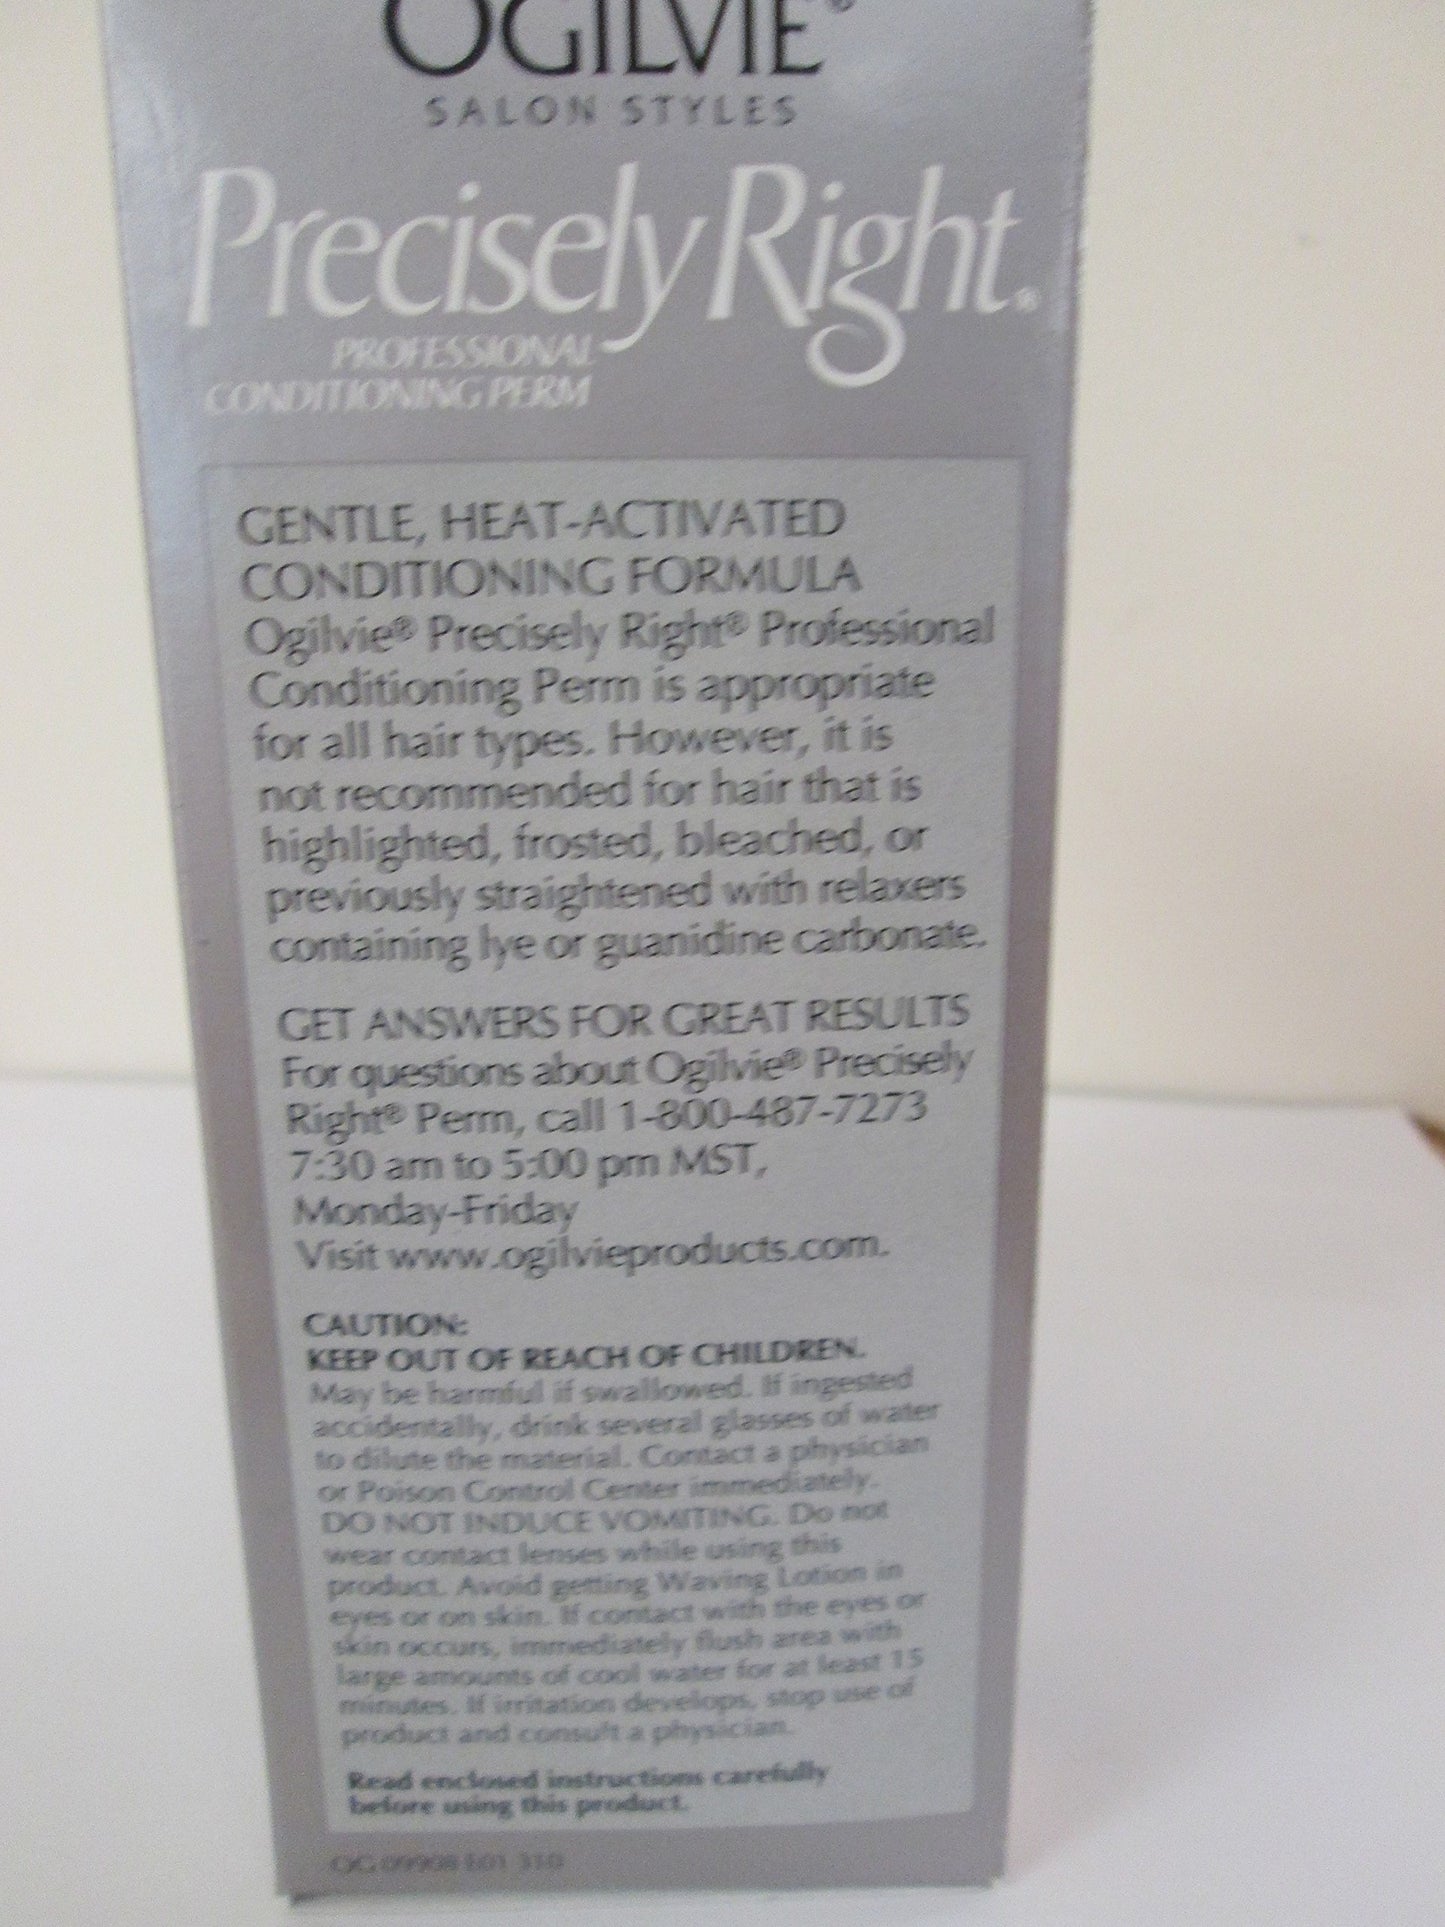 OGILVIE®
SALON STYLES
Precisely Right®
PROFESSIONAL
CONDITIONING PERM
GENTLE, HEAT-ACTIVATED
CONDITIONING FORMULA
Ogilvie® Precisely Right® Professional
Conditioning Perm is appropriate
for all hair types. However, it is
not recommended for hair that is
highlighted, frosted, bleached, or
previously straightened with relaxers
containing lye or guanidine carbonate.
GET ANSWERS FOR GREAT RESULTS
For questions about Ogilvie® Precisely
Right® Perm, call 1-800-487-7273
7:30 am to 5:00 pm MST,
Monday-Friday
Visit www.ogilvieproducts.com.
CAUTION:
KEEP OUT OF REACH OF CHILDREN.
May be harmful if swallowed. If ingested
accidentally, drink several glasses of water
to dilute the material. Contact a physician
or Poison Control Center immediately.
DO NOT INDUCE VOMITING. Do not
wear contact lenses while using this
product. Avoid getting Waving Lotion in
eyes or on skin. If contact with the eyes or
skin occurs, immediately flush area with
large amounts of cool water for at least 15
minutes. If irritation develops, stop use of
product and consult a physician.
Read enclosed instructions carefully
before using this product.